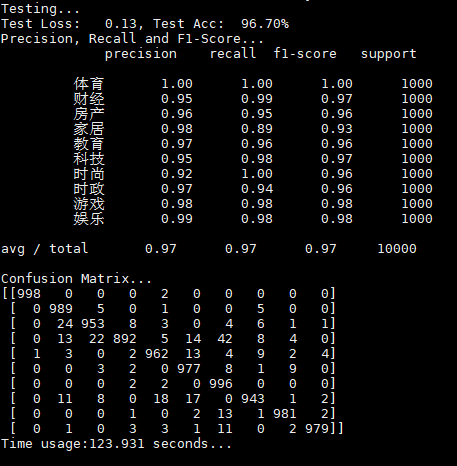 Testing...
Test Loss:   0.13, Test Acc:  96.70%
Precision, Recall and F1-Score...
             precision    recall  f1-score   support

         体育       1.00      1.00      1.00      1000
         财经       0.95      0.99      0.97      1000
         房产       0.96      0.95      0.96      1000
         家居       0.98      0.89      0.93      1000
         教育       0.97      0.96      0.96      1000
         科技       0.95      0.98      0.97      1000
         时尚       0.92      1.00      0.96      1000
         时政       0.97      0.94      0.96      1000
         游戏       0.98      0.98      0.98      1000
         娱乐       0.99      0.98      0.98      1000

avg / total       0.97      0.97      0.97     10000

Confusion Matrix...
[[998   0   0   0   2   0   0   0   0   0]
 [  0 989   5   0   1   0   0   5   0   0]
 [  0  24 953   8   3   0   4   6   1   1]
 [  0  13  22 892   5  14  42   8   4   0]
 [  1   3   0   2 962  13   4   9   2   4]
 [  0   0   3   2   0 977   8   1   9   0]
 [  0   0   0   2   2   0 996   0   0   0]
 [  0  11   8   0  18  17   0 943   1   2]
 [  0   0   0   1   0   2  13   1 981   2]
 [  0   1   0   3   3   1  11   0   2 979]]
Time usage:123.931 seconds...